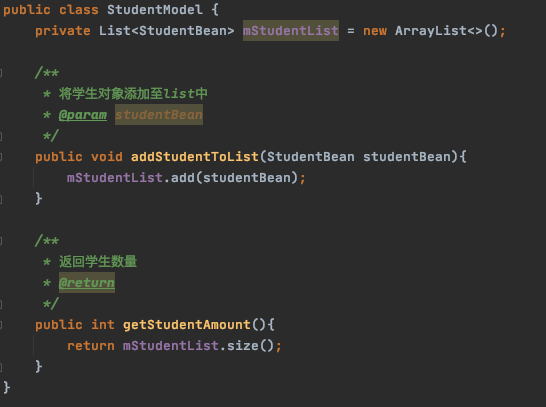 public class StudentModel {
    private List<StudentBean> mStudentList = new ArrayList<>();
    /**
     * 将学生对象添加至list中
     * @param studentBean
     */
    public void addStudentToList(StudentBean studentBean){
        mStudentList.add(studentBean);
    }
    /**
     * 返回学生数量
     * @return
     */
    public int getStudentAmount(){
        return mStudentList.size();
    }
}